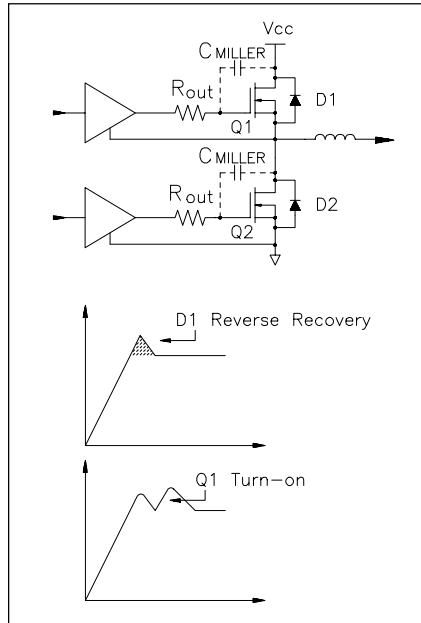 Vcc
CMILLER
Rout
D1
Q1
CMILLER
Rout
D2
Q2
D1 Reverse Recovery
Q1 Turn-on